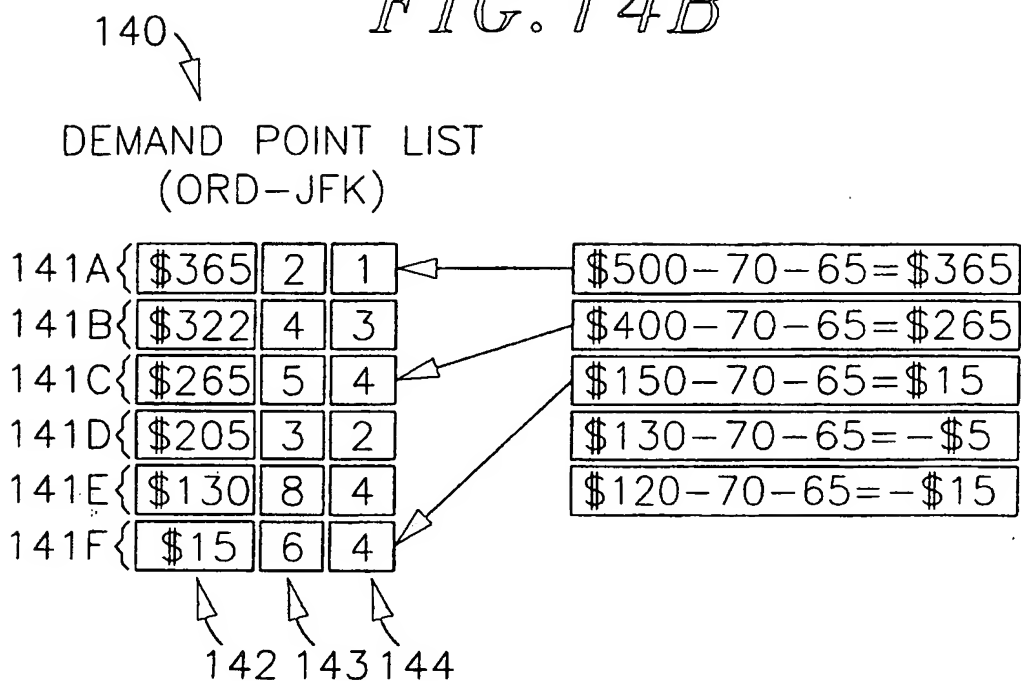 FIG. 14B
140
DEMAND POINT LIST
(ORD-JFK)
141A{ $365 2 1 $500-70-65=$365
141B{ $322 4 3 $400-70-65=$265
141C{ $265 5 4 $150-70-65=$15
141D{ $205 3 2 $130-70-65=-$5
141E{ $130 8 4 $120-70-65=-$15
141F{ $15 6 4
142 143 144